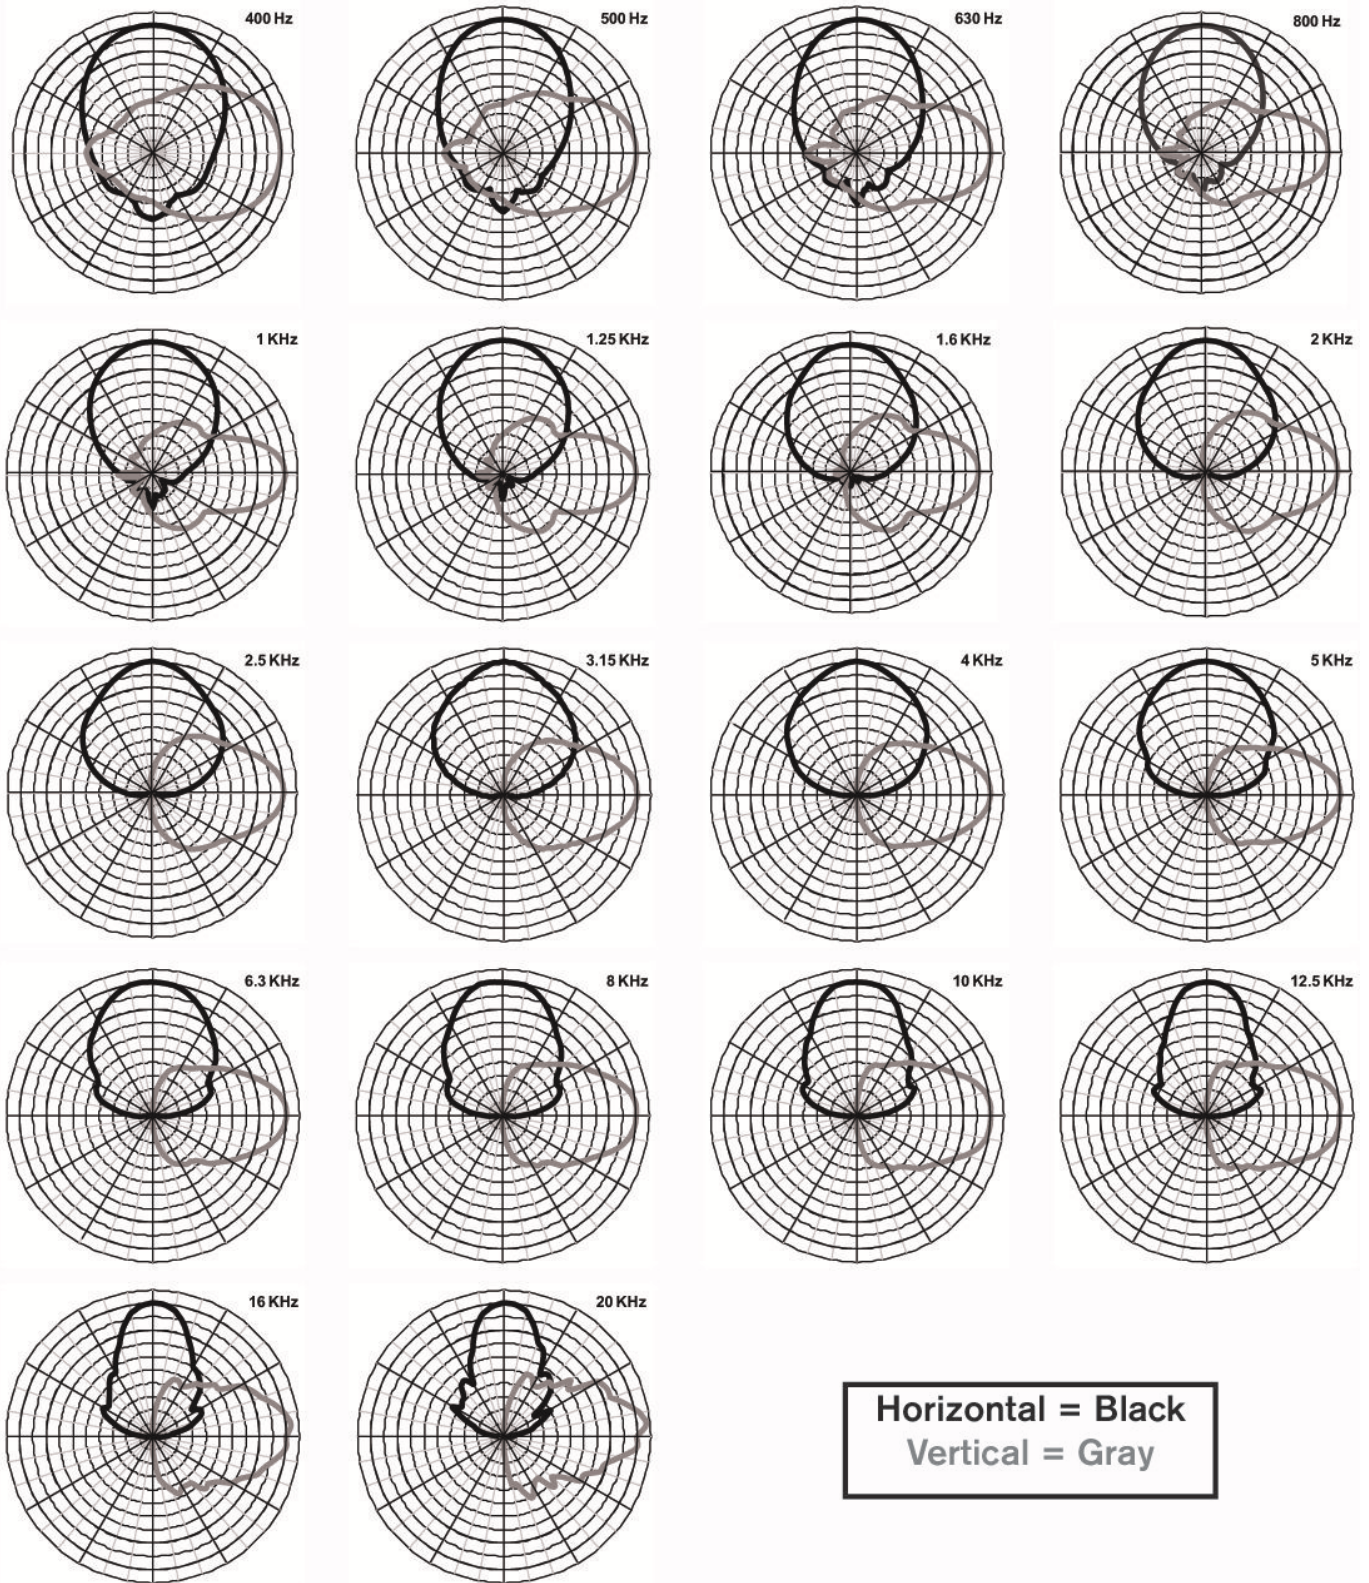 400 Hz
500 Hz
630 Hz
800 Hz
1 KHz
1.25 KHz
1.6 KHz
2 KHz
2.5 KHz
3.15 KHz
4 KHz
5 KHz
6.3 KHz
8 KHz
10 KHz
12.5 KHz
16 KHz
20 KHz
Horizontal = Black
Vertical = Gray